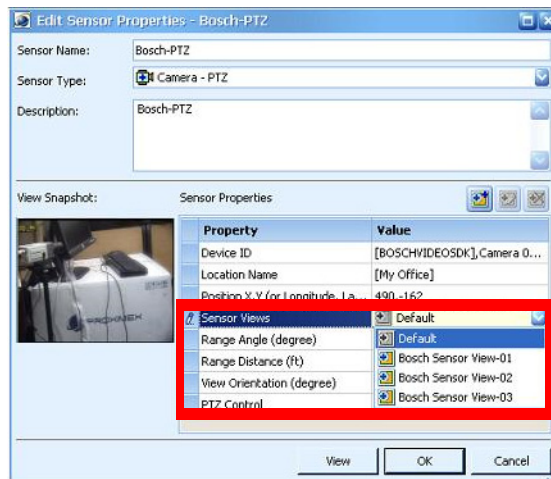 Edit Sensor Properties - Bosch-PTZ
Sensor Name:
Bosch-PTZ
Sensor Type:
Camera - PTZ
Description:
Bosch-PTZ
View Snapshot:
Sensor Properties
Property Value
Device ID [BOSCHVIDEOSDK],Camera 0...
Location Name [My Office]
Position X,Y (or Longitude, La... 490,-162
Sensor Views Default
Range Angle (degree) Default
Range Distance (ft) Bosch Sensor View-01
View Orientation (degree) Bosch Sensor View-02
PTZ Control Bosch Sensor View-03
PROXIMEX
View OK Cancel